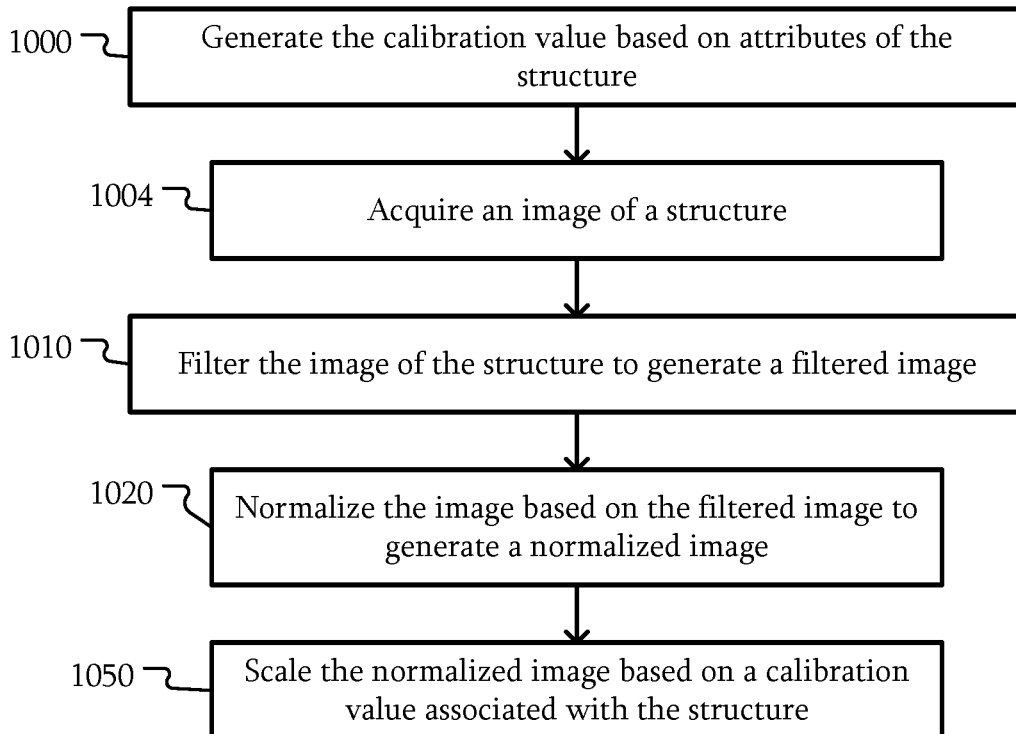 1000
Generate the calibration value based on attributes of the
structure
1004
Acquire an image of a structure
1010
Filter the image of the structure to generate a filtered image
1020
Normalize the image based on the filtered image to
generate a normalized image
1050
Scale the normalized image based on a calibration
value associated with the structure